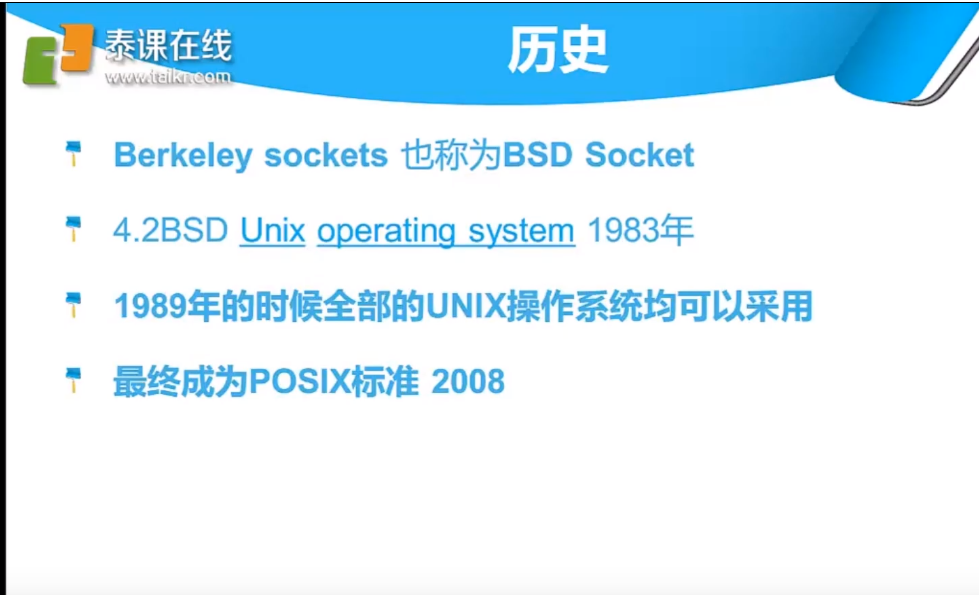 泰课在线
www.taikr.com
历史
Berkeley sockets 也称为BSD Socket
4.2BSD Unix operating system 1983年
1989年的时候全部的UNIX操作系统均可以采用
最终成为POSIX标准 2008